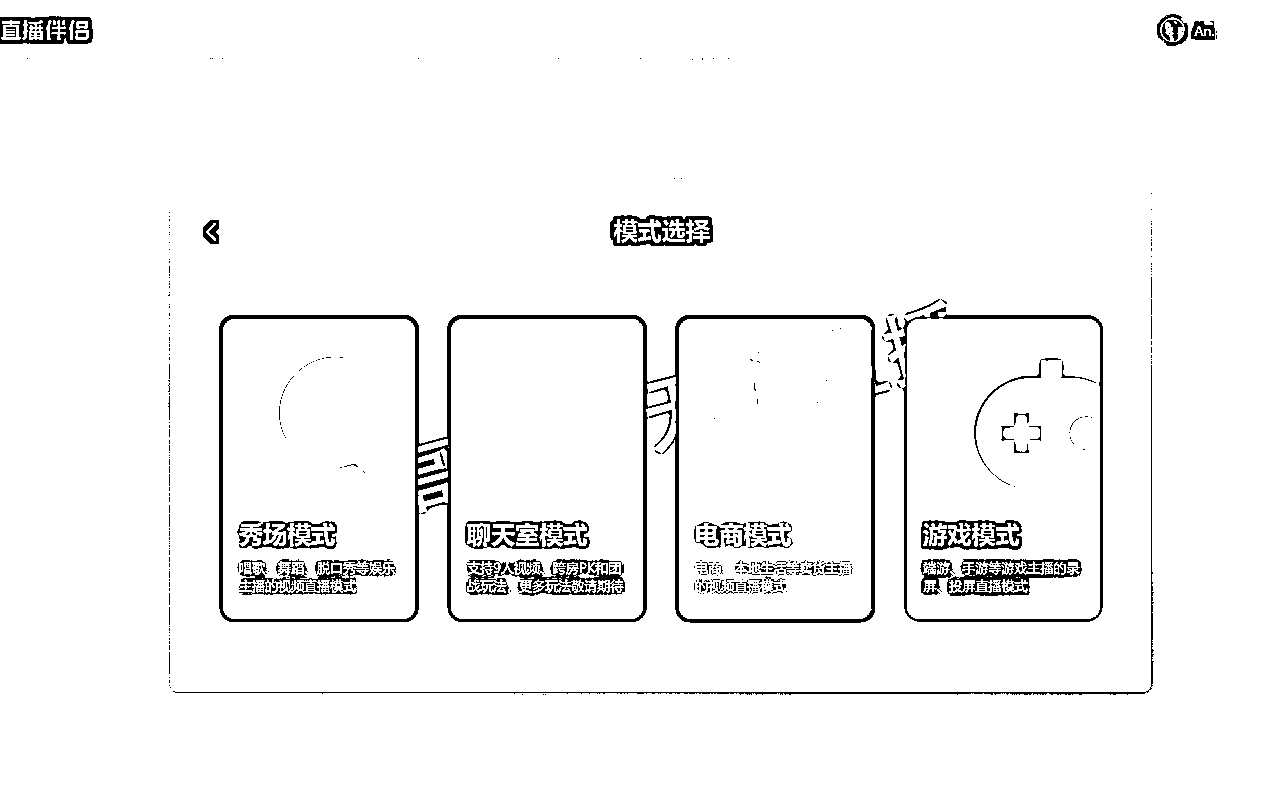 直播伴侣
An.
模式选择
秀场模式
唱歌、舞蹈、脱口秀等娱乐
主播的视频直播模式
聊天室模式
支持9人视频、跨房PK和团
战玩法，更多玩法敬请期待
电商模式
电商、本地生活等卖货主播
的视频直播模式
游戏模式
端游、手游等游戏主播的录
屏、投屏直播模式